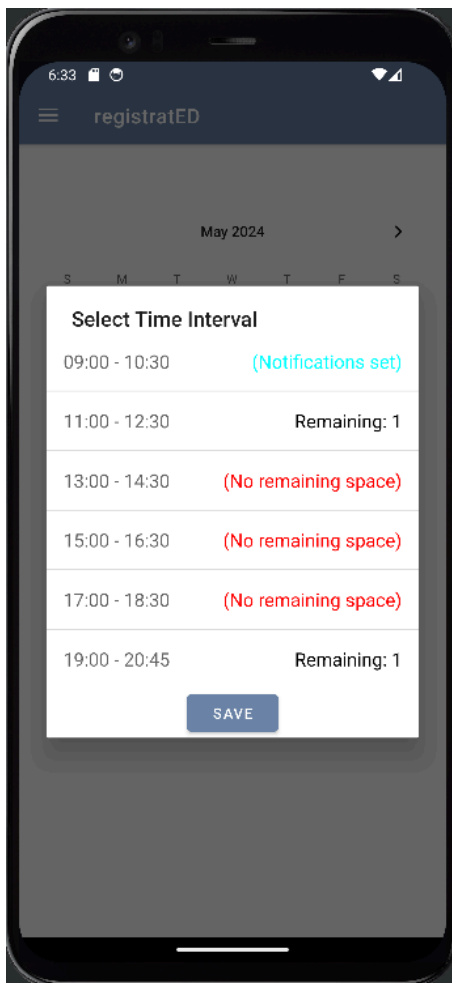 6:33
registratED
May 2024
S M T W T F S
Select Time Interval
09:00 - 10:30 (Notifications set)
11:00 - 12:30 Remaining: 1
13:00 - 14:30 (No remaining space)
15:00 - 16:30 (No remaining space)
17:00 - 18:30 (No remaining space)
19:00 - 20:45 Remaining: 1
SAVE